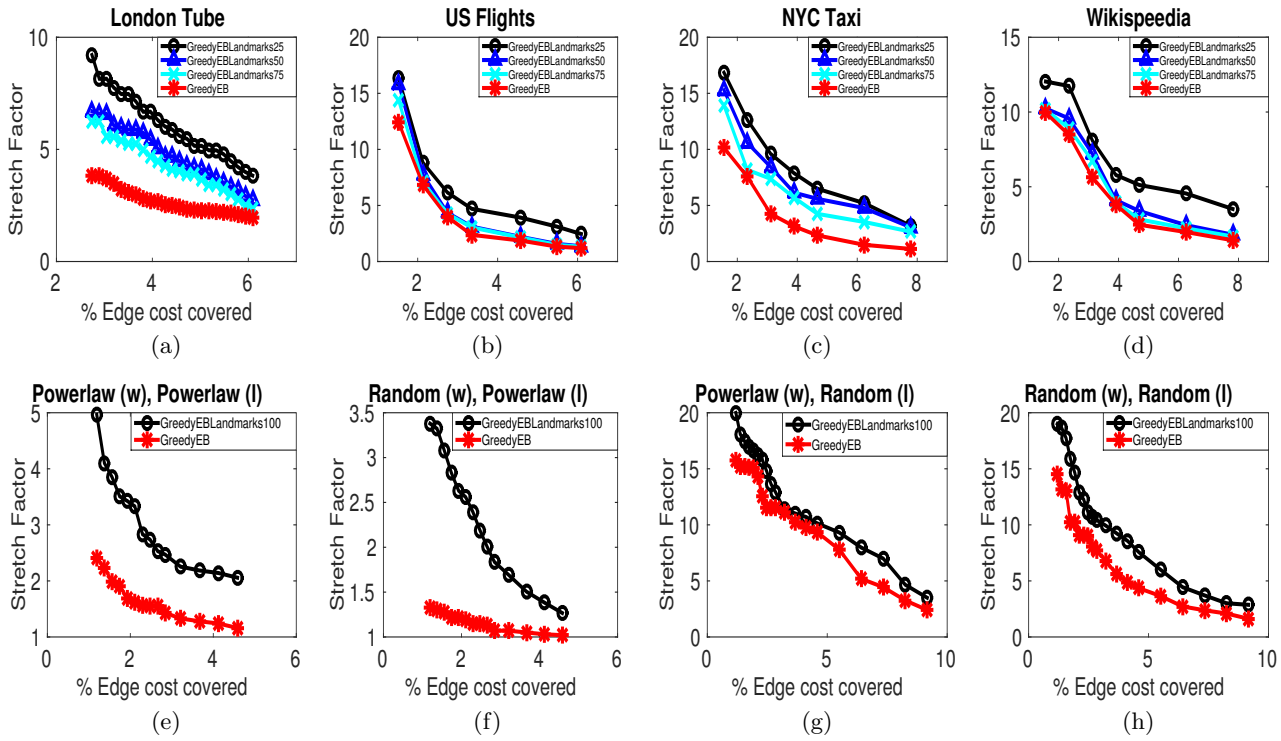 London Tube
10
5
0
2
4
6
Stretch Factor
% Edge cost covered
GreedyEBLandmarks25
GreedyEBLandmarks50
GreedyEBLandmarks75
GreedyEB
(a)
US Flights
20
15
10
5
0
2
4
6
Stretch Factor
% Edge cost covered
GreedyEBLandmarks25
GreedyEBLandmarks50
GreedyEBLandmarks75
GreedyEB
(b)
NYC Taxi
20
15
10
5
0
2
4
6
8
Stretch Factor
% Edge cost covered
GreedyEBLandmarks25
GreedyEBLandmarks50
GreedyEBLandmarks75
GreedyEB
(c)
Wikispeedia
15
10
5
0
2
4
6
8
Stretch Factor
% Edge cost covered
GreedyEBLandmarks25
GreedyEBLandmarks50
GreedyEBLandmarks75
GreedyEB
(d)
Powerlaw (w), Powerlaw (l)
5
4
3
2
1
0
2
4
6
Stretch Factor
% Edge cost covered
GreedyEBLandmarks100
GreedyEB
(e)
Random (w), Powerlaw (l)
3.5
3
2.5
2
1.5
1
0
2
4
6
Stretch Factor
% Edge cost covered
GreedyEBLandmarks100
GreedyEB
(f)
Powerlaw (w), Random (l)
20
15
10
5
0
0
5
10
Stretch Factor
% Edge cost covered
GreedyEBLandmarks100
GreedyEB
(g)
Random (w), Random (l)
20
15
10
5
0
0
5
10
Stretch Factor
% Edge cost covered
GreedyEBLandmarks100
GreedyEB
(h)